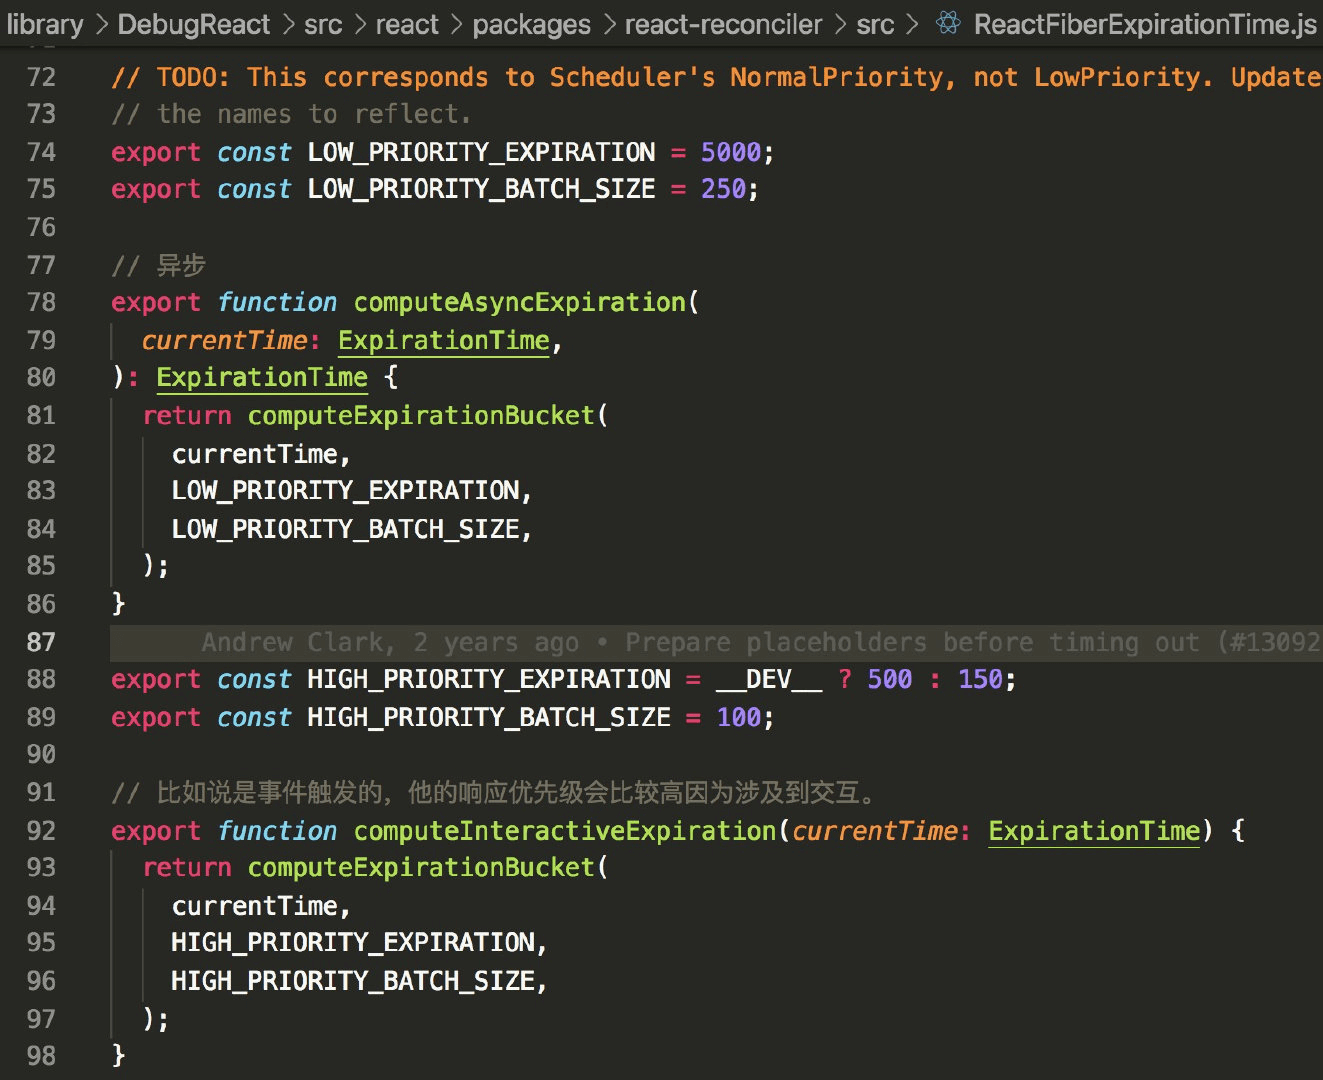 library > DebugReact > src > react > packages > react-reconciler > src > ReactFiberExpirationTime.js
72 // TODO: This corresponds to Scheduler's NormalPriority, not LowPriority. Update
73 // the names to reflect.
74 export const LOW_PRIORITY_EXPIRATION = 5000;
75 export const LOW_PRIORITY_BATCH_SIZE = 250;
76
77 // 异步
78 export function computeAsyncExpiration(
79 currentTime: ExpirationTime,
80 ): ExpirationTime {
81 return computeExpirationBucket(
82 currentTime,
83 LOW_PRIORITY_EXPIRATION,
84 LOW_PRIORITY_BATCH_SIZE,
85 );
86 }
87 Andrew Clark, 2 years ago • Prepare placeholders before timing out (#13092
88 export const HIGH_PRIORITY_EXPIRATION = __DEV__ ? 500 : 150;
89 export const HIGH_PRIORITY_BATCH_SIZE = 100;
90
91 // 比如说是事件触发的，他的响应优先级会比较高因为涉及到交互。
92 export function computeInteractiveExpiration(currentTime: ExpirationTime) {
93 return computeExpirationBucket(
94 currentTime,
95 HIGH_PRIORITY_EXPIRATION,
96 HIGH_PRIORITY_BATCH_SIZE,
97 );
98 }